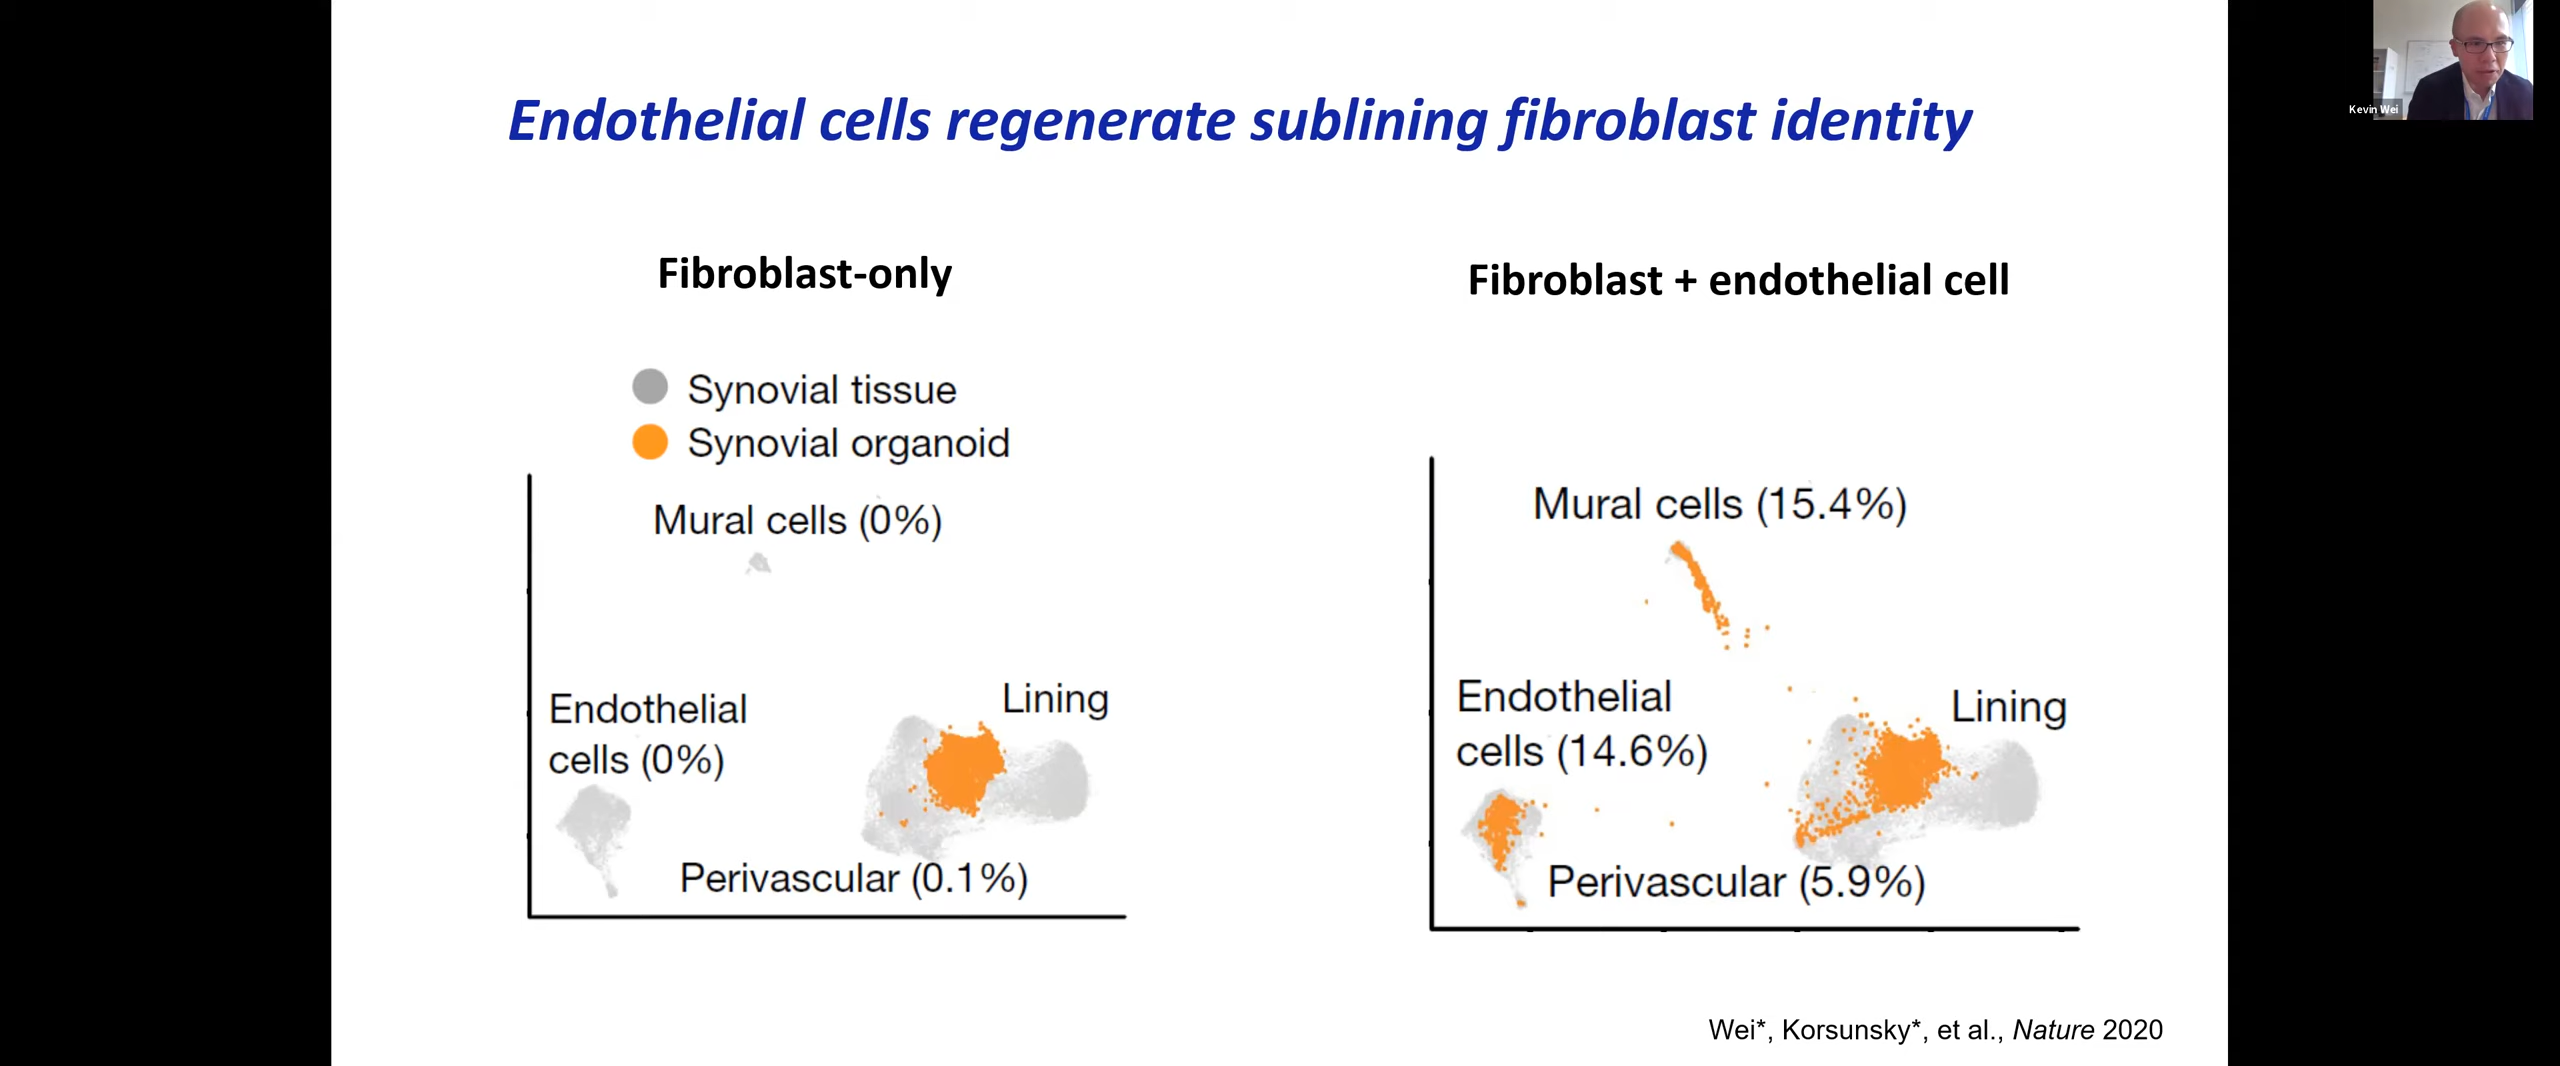 Endothelial cells regenerate sublining fibroblast identity
Kevin Wei
Fibroblast-only
Synovial tissue
Synovial organoid
Mural cells (0%)
Endothelial
cells (0%)
Lining
Perivascular (0.1%)
Fibroblast + endothelial cell
Mural cells (15.4%)
Endothelial
cells (14.6%)
Lining
Perivascular (5.9%)
Wei*, Korsunsky*, et al., Nature 2020